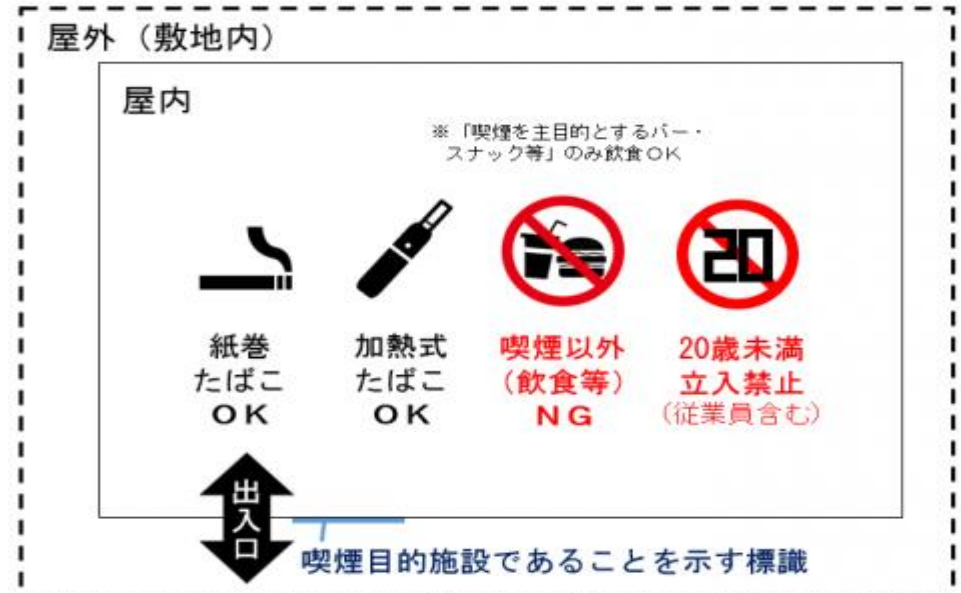 屋外（敷地内）
屋内
※「喫煙を主目的とするバー・
スナック等」のみ飲食OK
20
紙巻
たばこ
OK
加熱式
たばこ
OK
喫煙以外
（飲食等）
NG
20歳未満
立入禁止
（従業員含む）
出入口
喫煙目的施設であることを示す標識